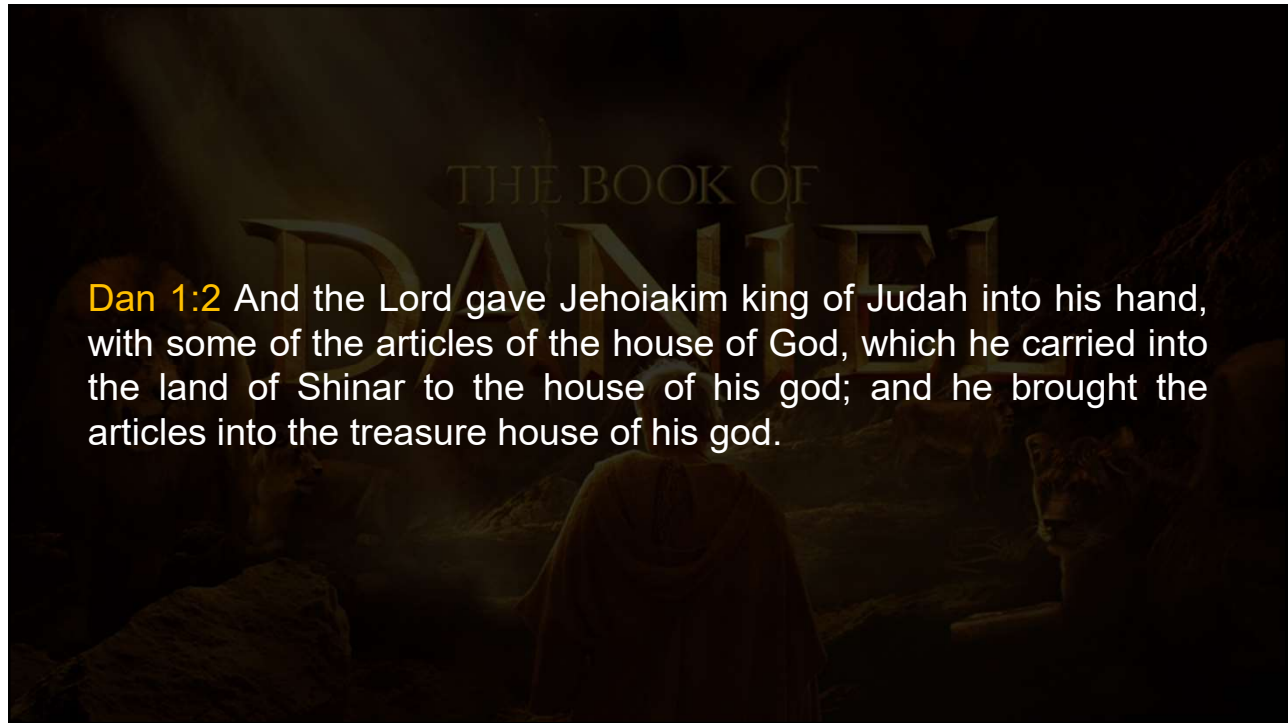 THE BOOK OF
DANIEL
Dan 1:2 And the Lord gave Jehoiakim king of Judah into his hand,
with some of the articles of the house of God, which he carried into
the land of Shinar to the house of his god; and he brought the
articles into the treasure house of his god.